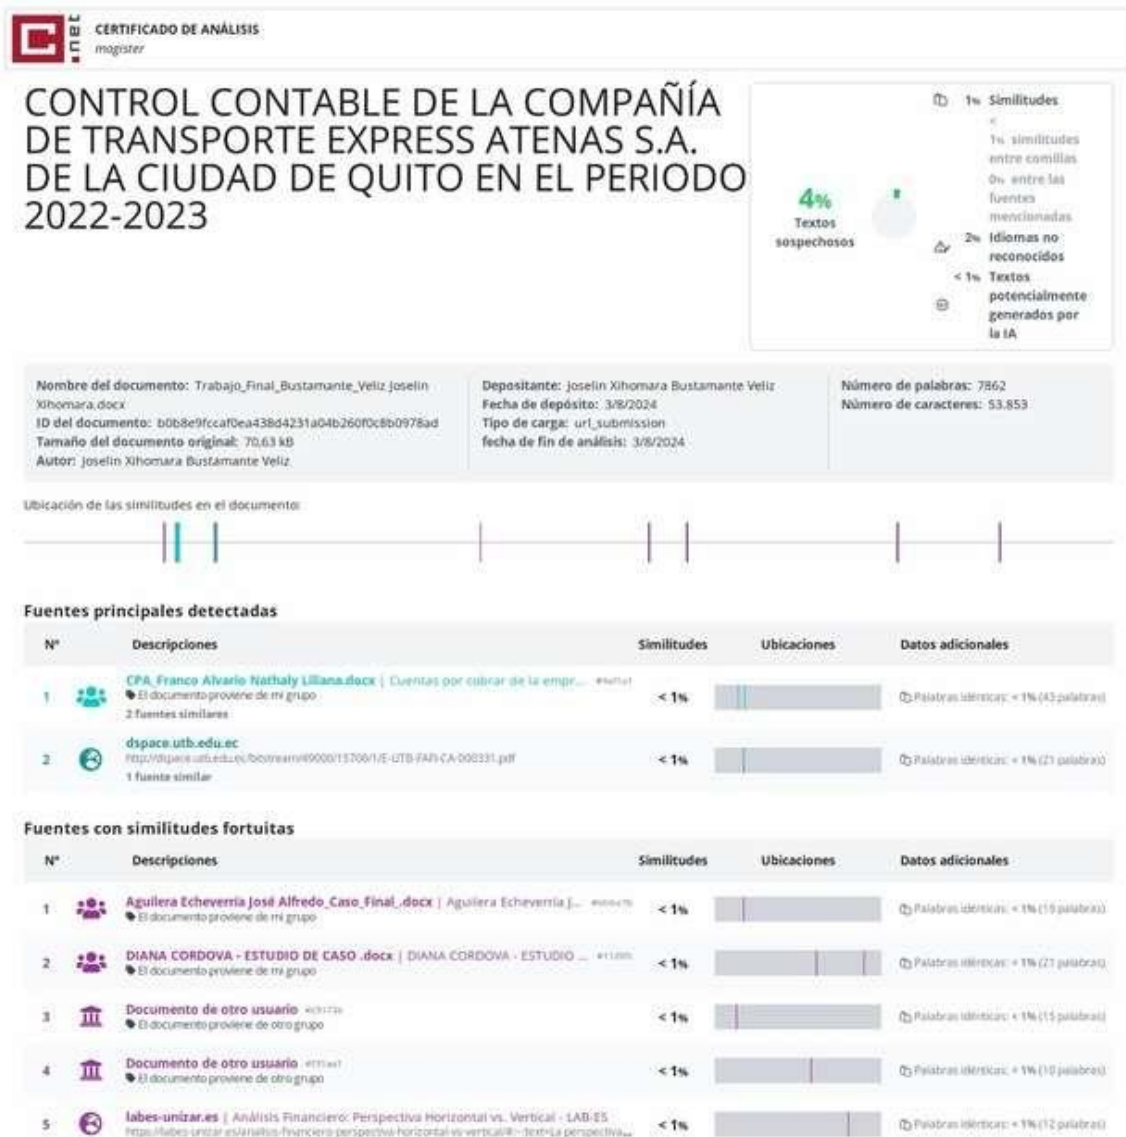 C
.net
CERTIFICADO DE ANÁLISIS
magister
CONTROL CONTABLE DE LA COMPAÑÍA
DE TRANSPORTE EXPRESS ATENAS S.A.
DE LA CIUDAD DE QUITO EN EL PERIODO
2022-2023
4%
Textos
sospechosos
1% Similitudes
<
1% similitudes
entre comillas
0% entre las
fuentes
mencionadas
2% Idiomas no
reconocidos
< 1% Textos
potencialmente
generados por
la IA
Nombre del documento: Trabajo_Final_Bustamante_Veliz Joselin
Xihomara.docx
ID del documento: b0b8e9fccaf0ea438d4231a04b260f0c8b0978ad
Tamaño del documento original: 70,63 kB
Autor: Joselin Xihomara Bustamante Veliz
Depositante: Joselin Xihomara Bustamante Veliz
Fecha de depósito: 3/8/2024
Tipo de carga: url_submission
fecha de fin de análisis: 3/8/2024
Número de palabras: 7862
Número de caracteres: 53.853
Ubicación de las similitudes en el documento:
Fuentes principales detectadas
N° Descripciones Similitudes Ubicaciones Datos adicionales
1 CPA_Franco Alvario Nathaly Liliana.docx | Cuentas por cobrar de la empr... < 1% Palabras idénticas: < 1% (43 palabras)
El documento proviene de mi grupo
2 fuentes similares
2 dspace.utb.edu.ec < 1% Palabras idénticas: < 1% (21 palabras)
1 fuente similar
Fuentes con similitudes fortuitas
N° Descripciones Similitudes Ubicaciones Datos adicionales
1 Aguilera Echeverría José Alfredo_Caso_Final_.docx | Aguilera Echeverría J... < 1% Palabras idénticas: < 1%
El documento proviene de mi grupo
2 DIANA CORDOVA - ESTUDIO DE CASO .docx | DIANA CORDOVA - ESTUDIO ... < 1% Palabras idénticas: < 1% (21 palabras)
El documento proviene de mi grupo
3 Documento de otro usuario < 1% Palabras idénticas: < 1% (15 palabras)
El documento proviene de otro grupo
4 Documento de otro usuario < 1% Palabras idénticas: < 1% (10 palabras)
El documento proviene de otro grupo
5 labes-unizar.es | Análisis Financiero: Perspectiva Horizontal vs. Vertical - LAB-ES < 1% Palabras idénticas: < 1% (12 palabras)